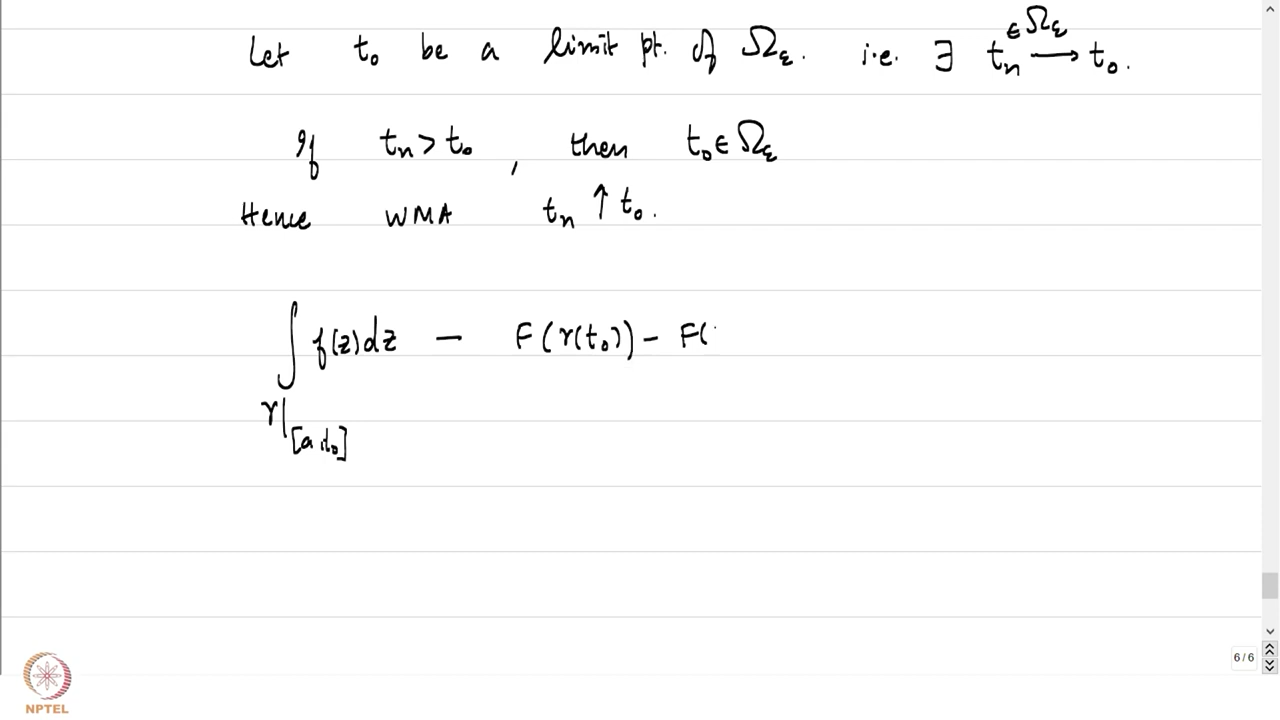 Let t₀ be a limit pt. of Ω_ε. i.e. ∃ t_n^{∈Ω_ε} → t₀.
If t_n > t₀, then t₀ ∈ Ω_ε
Hence WMA t_n ↑ t₀.
∫_{γ|[a,t₀]} f(z)dz − F(γ(t₀)) − F(
6/6
NPTEL